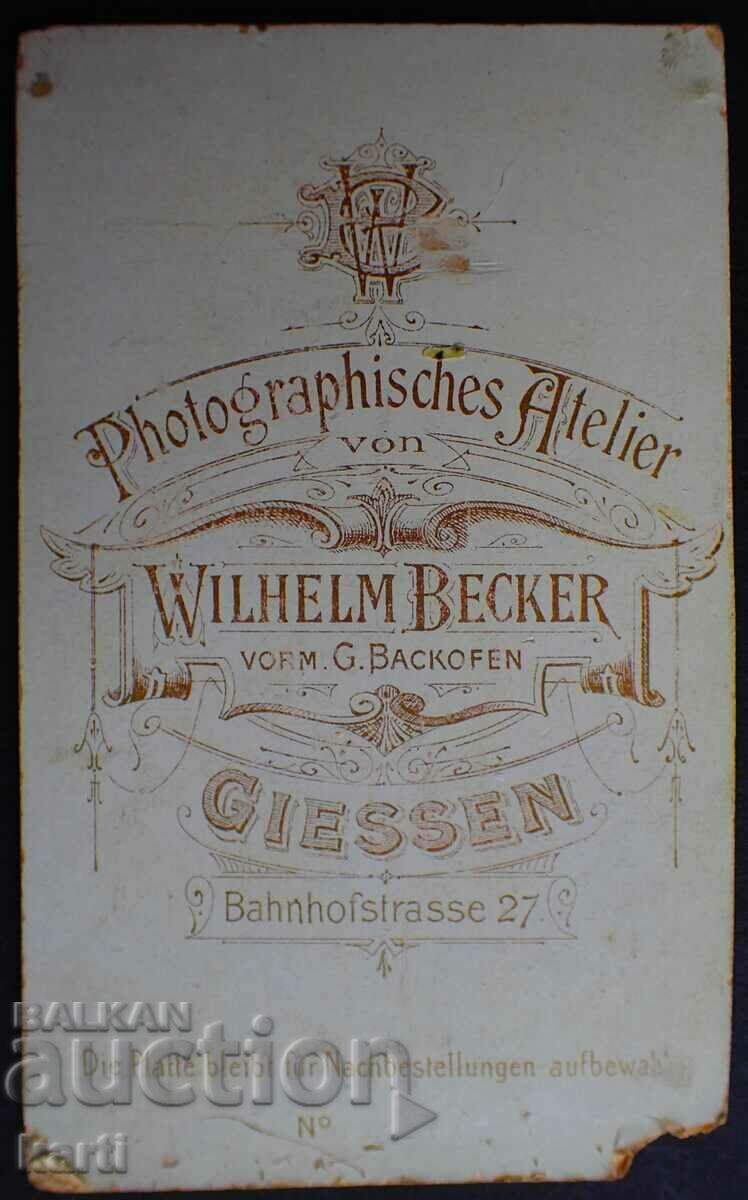 WB
Photographisches Atelier
von
WILHELM BECKER
VORM. G. BACKOFEN
GIESSEN
Bahnhofstrasse 27.
Die Platte bleibt für Nachbestellungen
Nº
BALKAN
auction
karti